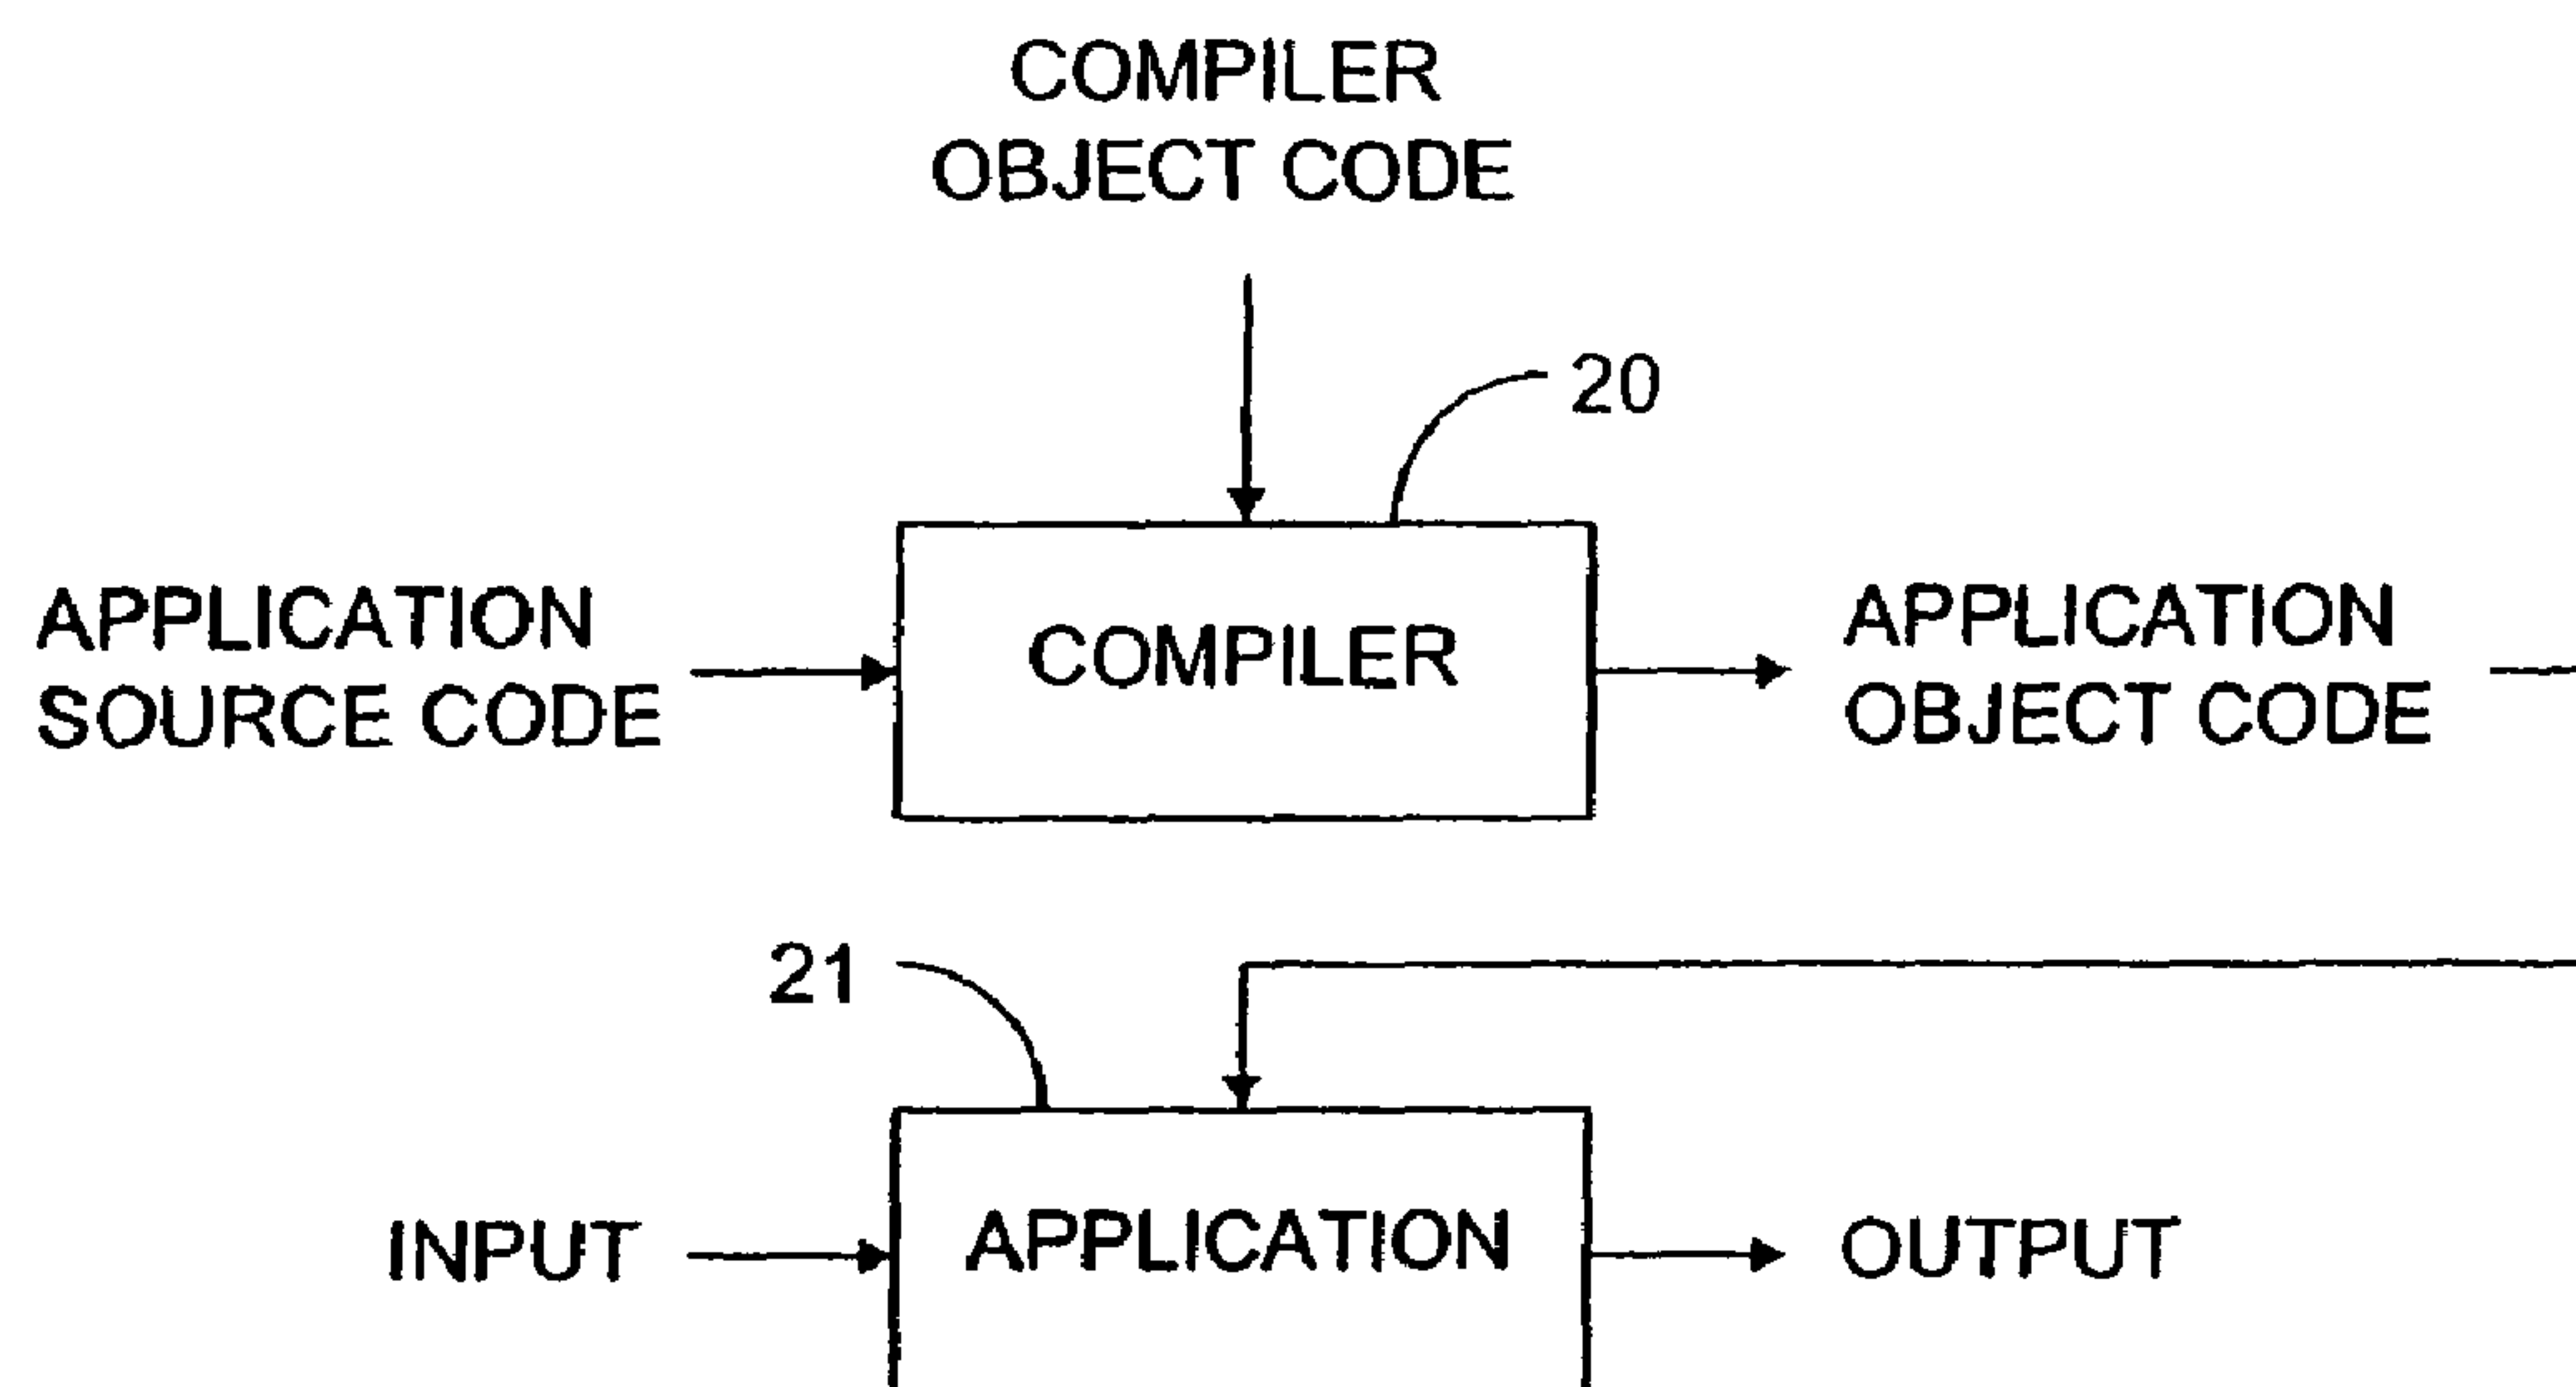 COMPILER
OBJECT CODE
20
APPLICATION
SOURCE CODE
COMPILER
APPLICATION
OBJECT CODE
21
INPUT
APPLICATION
OUTPUT